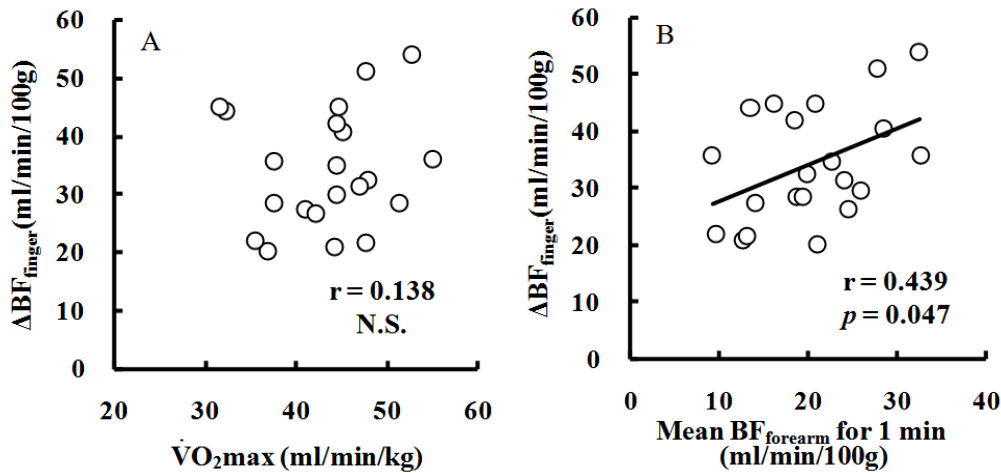 A
ΔBFfinger(ml/min/100g)
60
50
40
30
20
10
0
r = 0.138
N.S.
20 30 40 50 60
V̇O₂max (ml/min/kg)
B
ΔBFfinger(ml/min/100g)
60
50
40
30
20
10
0
r = 0.439
p = 0.047
0 10 20 30 40
Mean BFforearm for 1 min
(ml/min/100g)